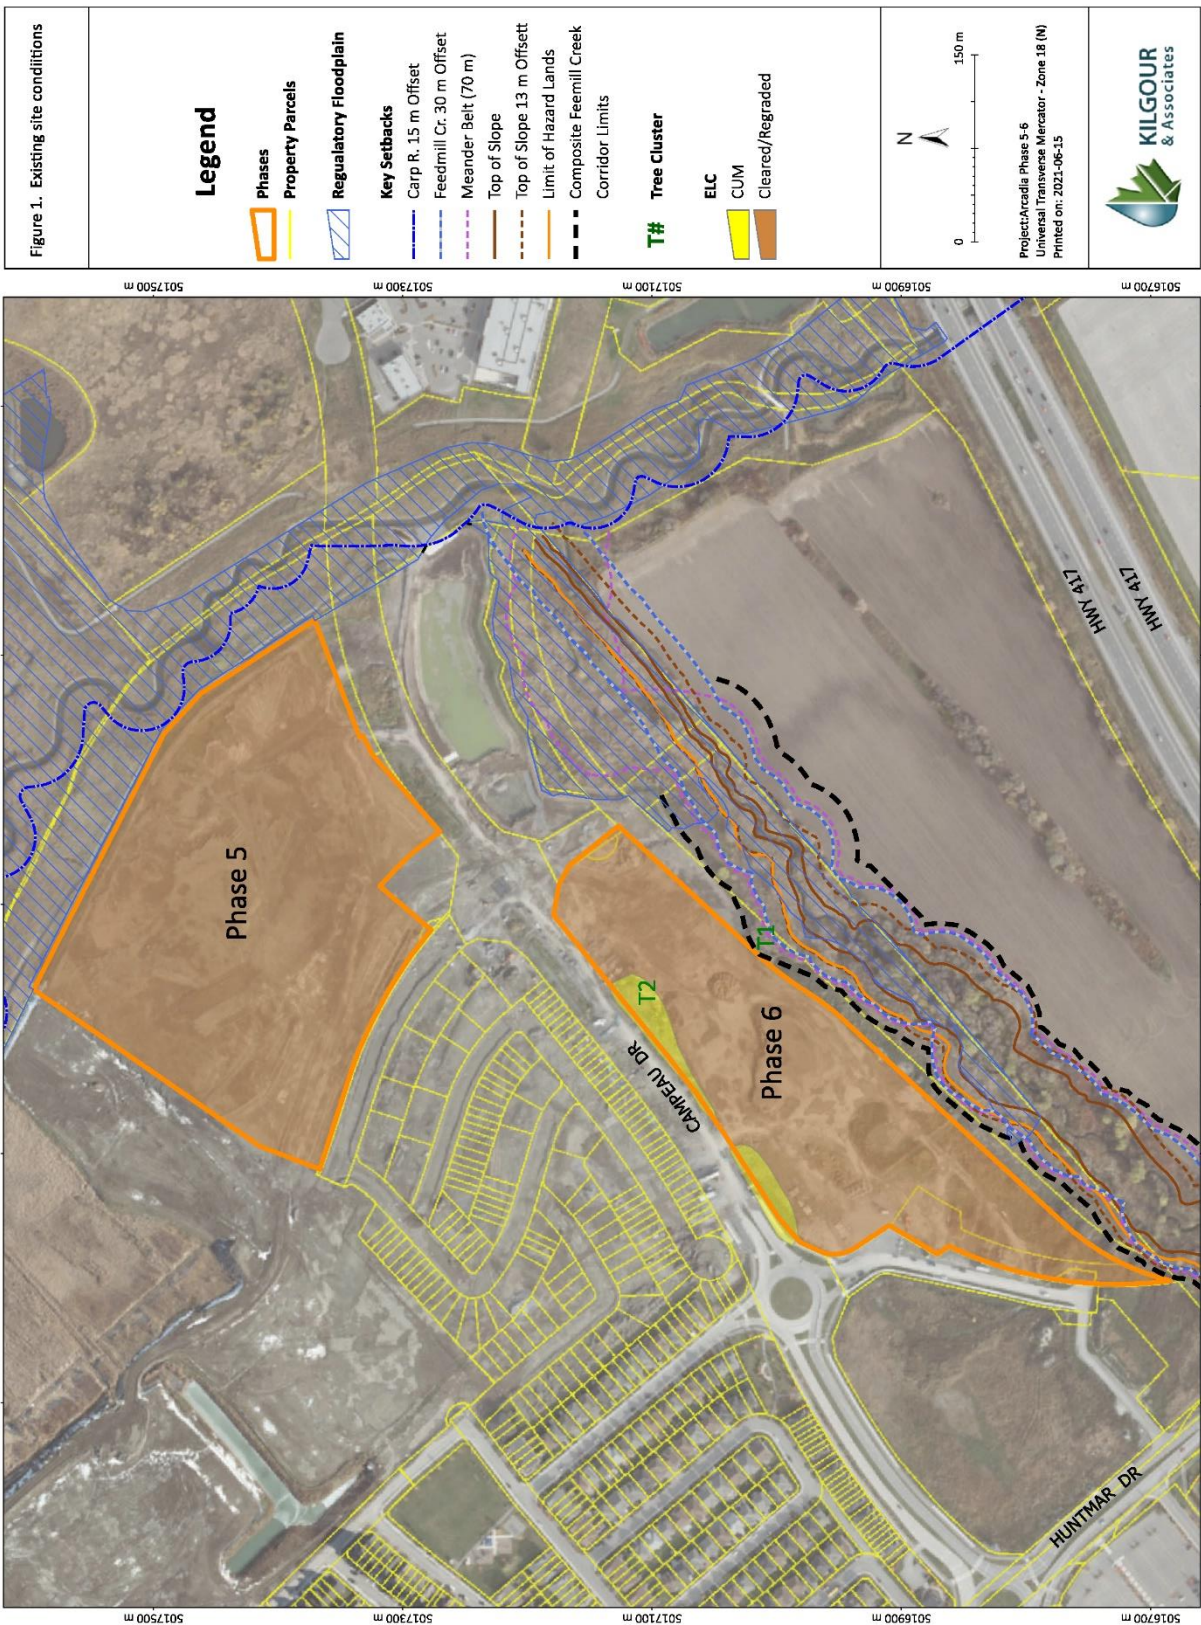 Figure 1. Existing site condiitions
Legend
Phases
Property Parcels
Regualatory Floodplain
Key Setbacks
Carp R. 15 m Offset
Feedmill Cr. 30 m Offset
Meander Belt (70 m)
Top of Slope
Top of Slope 13 m Offsett
Limit of Hazard Lands
Composite Feemill Creek
Corridor Limits
T# Tree Cluster
ELC
CUM
Cleared/Regraded
N
0 150 m
Project:Arcadia Phase 5-6
Universal Transverse Mercator - Zone 18 (N)
Printed on: 2021-06-15
KILGOUR
& Associates
5017500 m
5017300 m
5017100 m
5016900 m
5016700 m
Phase 5
Phase 6
T1
T2
CAMPEAU DR
HWY 417
HWY 417
HUNTMAR DR
5017500 m
5017300 m
5017100 m
5016900 m
5016700 m